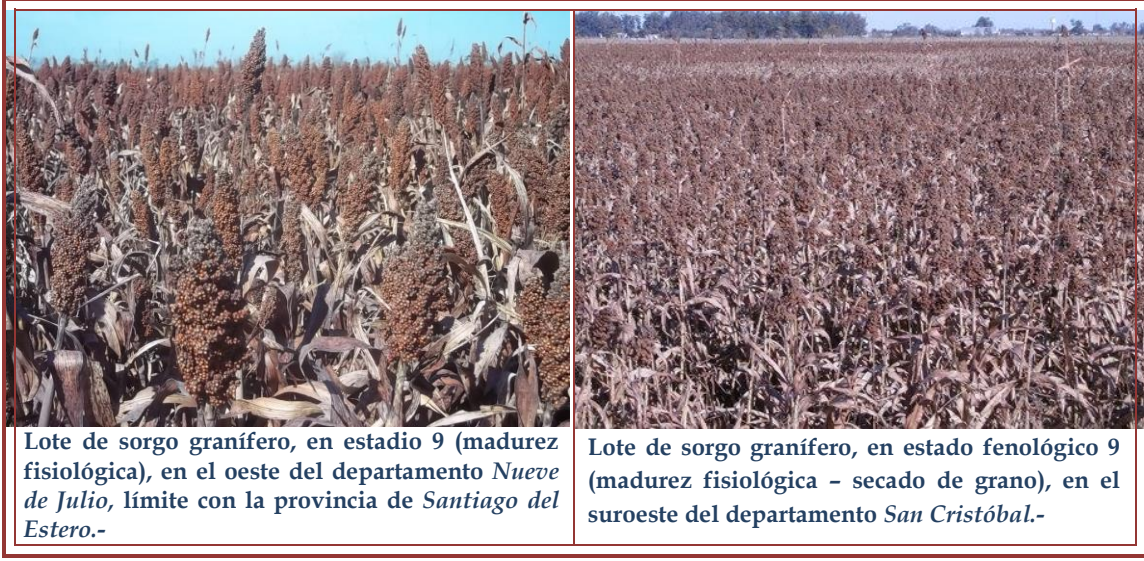 Lote de sorgo granífero, en estadio 9 (madurez
fisiológica), en el oeste del departamento Nueve
de Julio, límite con la provincia de Santiago del
Estero.-
Lote de sorgo granífero, en estado fenológico 9
(madurez fisiológica – secado de grano), en el
suroeste del departamento San Cristóbal.-